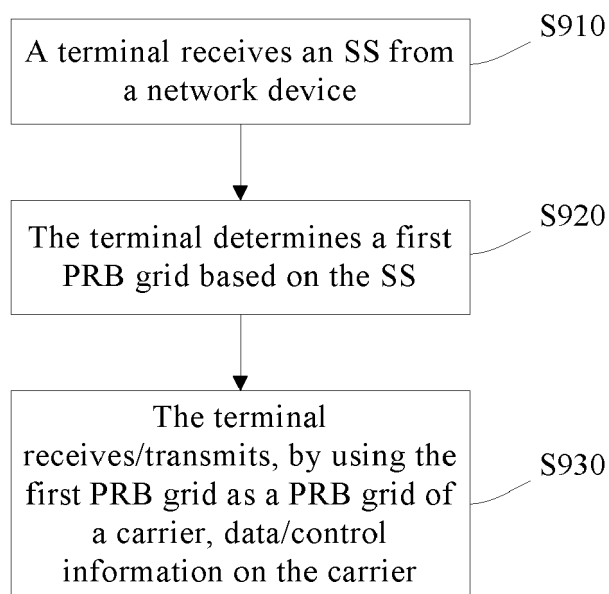 A terminal receives an SS from
a network device
S910
The terminal determines a first
PRB grid based on the SS
S920
The terminal
receives/transmits, by using the
first PRB grid as a PRB grid of
a carrier, data/control
information on the carrier
S930